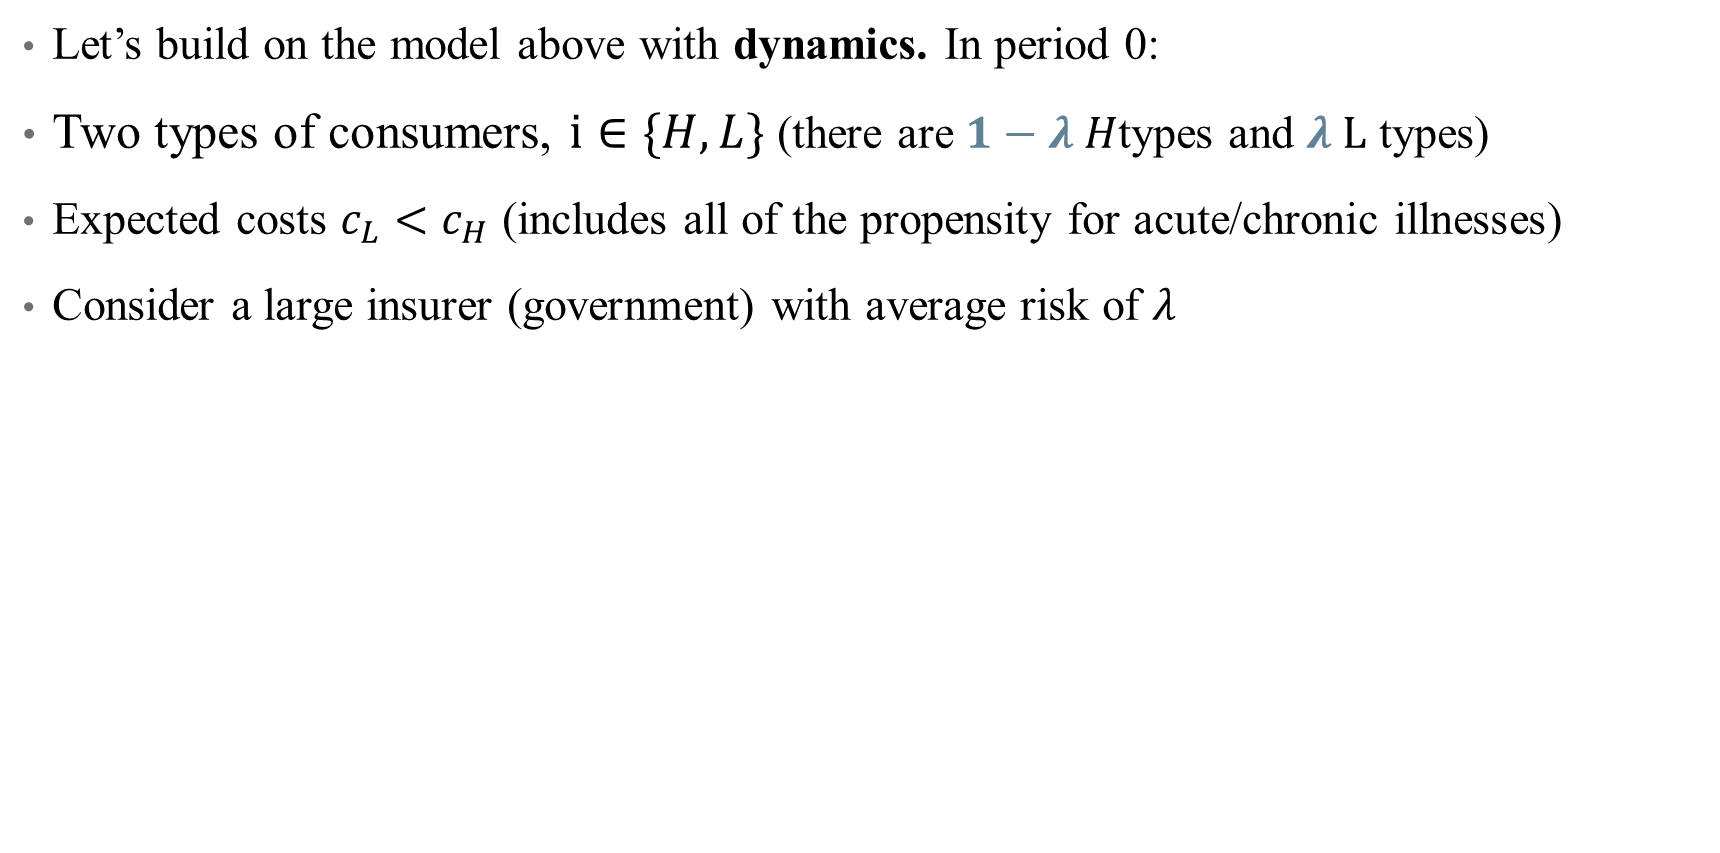 • Let’s build on the model above with dynamics. In period 0:
• Two types of consumers, i ∈ {H, L} (there are 1 − λ Htypes and λ L types)
• Expected costs c_L < c_H (includes all of the propensity for acute/chronic illnesses)
• Consider a large insurer (government) with average risk of λ